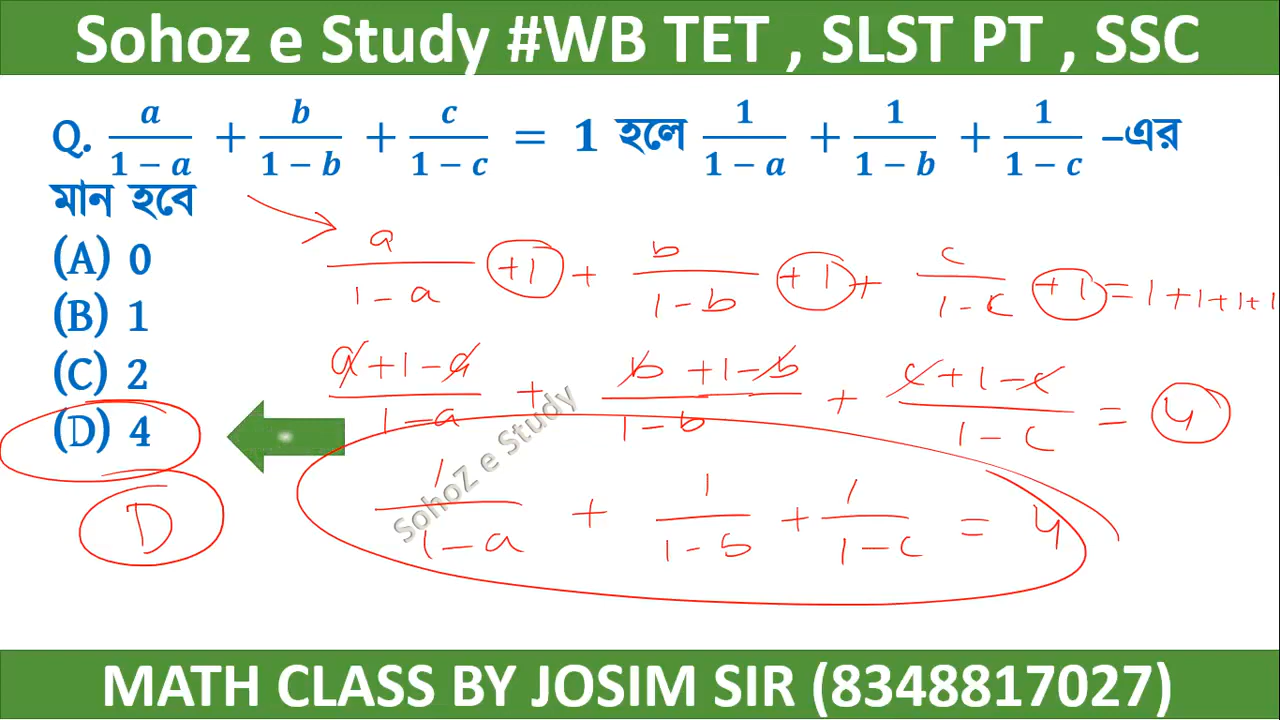 Sohoz e Study #WB TET , SLST PT , SSC
Q. a/(1 − a) + b/(1 − b) + c/(1 − c) = 1 হলে 1/(1 − a) + 1/(1 − b) + 1/(1 − c) –এর
মান হবে
(A) 0
a/(1 − a) +1 + b/(1 − b) +1 + c/(1 − c) +1 = 1 + 1 + 1 + 1
(B) 1
(C) 2
(a + 1 − a)/(1 − a) + (b + 1 − b)/(1 − b) + (c + 1 − c)/(1 − c) = 4
(D) 4
SohoZ e Study
D
1/(1 − a) + 1/(1 − b) + 1/(1 − c) = 4
MATH CLASS BY JOSIM SIR (8348817027)